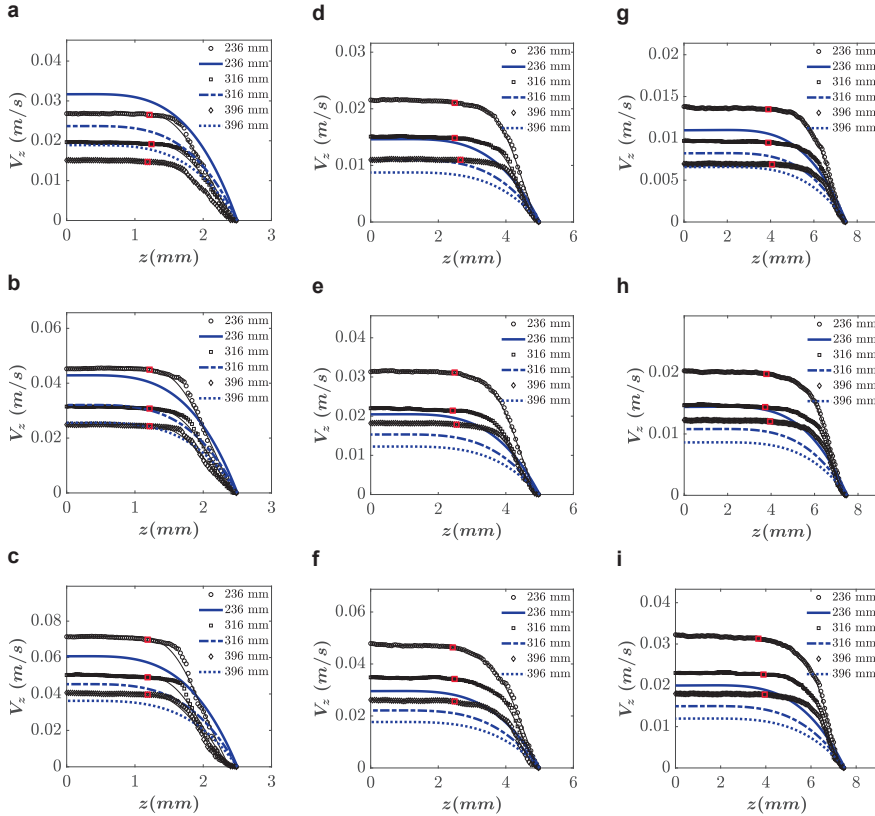 a
0.04
0.03
0.02
0.01
0
0
1
2
3
V_z (m/s)
z(mm)
236 mm
236 mm
316 mm
316 mm
396 mm
396 mm
d
0.03
0.02
0.01
0
0
2
4
6
V_z (m/s)
z(mm)
236 mm
236 mm
316 mm
316 mm
396 mm
396 mm
g
0.02
0.015
0.01
0.005
0
0
2
4
6
8
V_z (m/s)
z(mm)
236 mm
236 mm
316 mm
316 mm
396 mm
396 mm
b
0.06
0.04
0.02
0
0
1
2
3
V_z (m/s)
z(mm)
236 mm
236 mm
316 mm
316 mm
396 mm
396 mm
e
0.04
0.03
0.02
0.01
0
0
2
4
6
V_z (m/s)
z(mm)
236 mm
236 mm
316 mm
316 mm
396 mm
396 mm
h
0.02
0.01
0
0
2
4
6
8
V_z (m/s)
z(mm)
236 mm
236 mm
316 mm
316 mm
396 mm
396 mm
c
0.1
0.08
0.06
0.04
0.02
0
0
1
2
3
V_z (m/s)
z(mm)
236 mm
236 mm
316 mm
316 mm
396 mm
396 mm
f
0.06
0.04
0.02
0
0
2
4
6
V_z (m/s)
z(mm)
236 mm
236 mm
316 mm
316 mm
396 mm
396 mm
i
0.04
0.03
0.02
0.01
0
0
2
4
6
8
V_z (m/s)
z(mm)
236 mm
236 mm
316 mm
316 mm
396 mm
396 mm